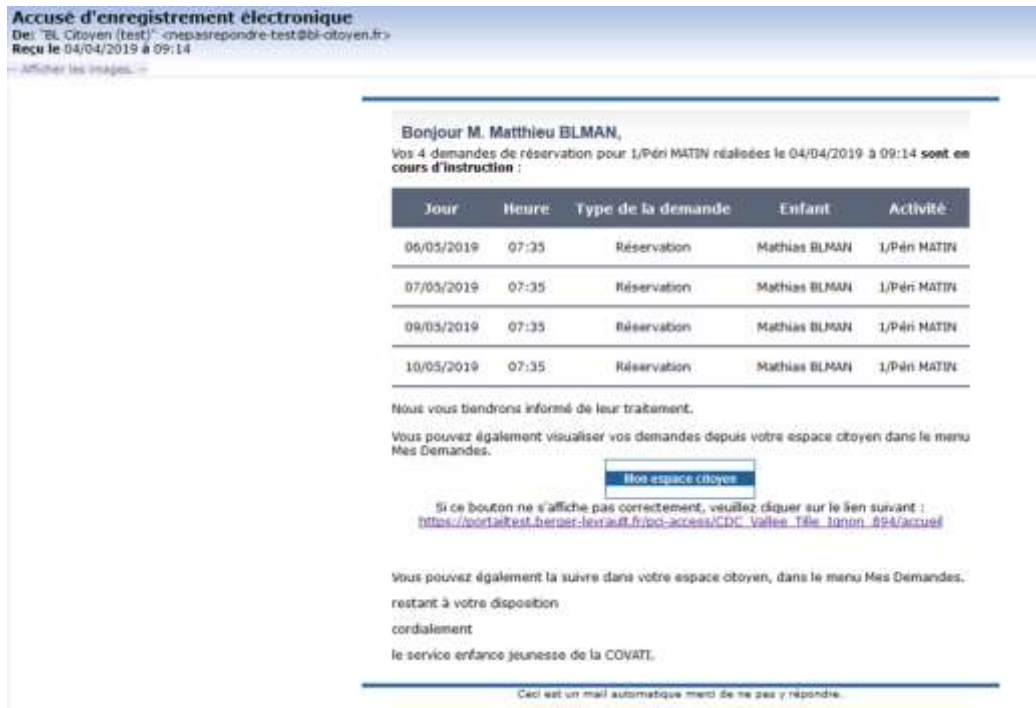 Accusé d'enregistrement électronique
De: "BL Citoyen (test)" <nepasrepondre-test@bl-citoyen.fr>
Reçu le 04/04/2019 à 09:14
-- Afficher les images. --
Bonjour M. Matthieu BLMAN,
Vos 4 demandes de réservation pour 1/Péri MATIN réalisées le 04/04/2019 à 09:14 sont en
cours d'instruction :
Jour Heure Type de la demande Enfant Activité
06/05/2019 07:35 Réservation Mathias BLMAN 1/Péri MATIN
07/05/2019 07:35 Réservation Mathias BLMAN 1/Péri MATIN
09/05/2019 07:35 Réservation Mathias BLMAN 1/Péri MATIN
10/05/2019 07:35 Réservation Mathias BLMAN 1/Péri MATIN
Nous vous tiendrons informé de leur traitement.
Vous pouvez également visualiser vos demandes depuis votre espace citoyen dans le menu
Mes Demandes.
Mon espace citoyen
Si ce bouton ne s'affiche pas correctement, veuillez cliquer sur le lien suivant :
https://portailtest.berger-levrault.fr/pci-access/CDC_Vallee_Tille_Ignon_894/accueil
Vous pouvez également la suivre dans votre espace citoyen, dans le menu Mes Demandes.
restant à votre disposition
cordialement
le service enfance jeunesse de la COVATI.
Ceci est un mail automatique merci de ne pas y répondre.